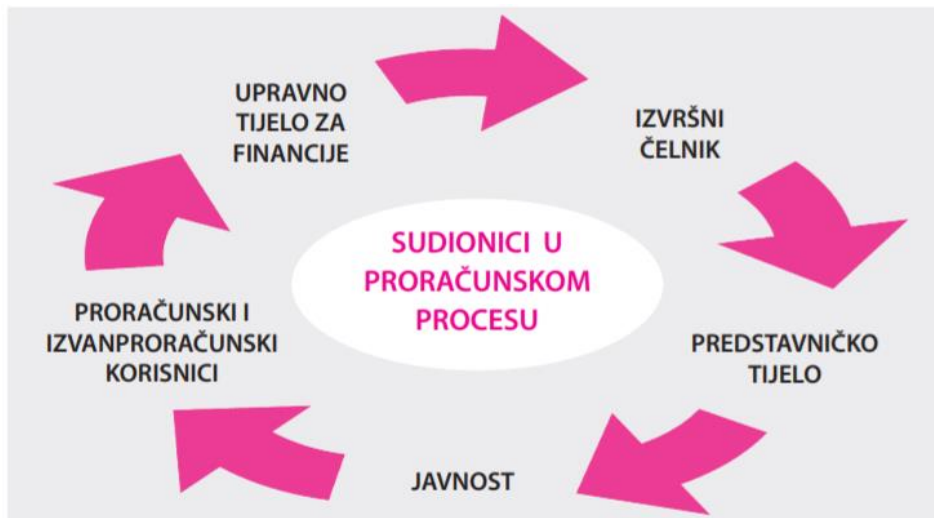 UPRAVNO
TIJELO ZA
FINANCIJE
IZVRŠNI
ČELNIK
SUDIONICI U
PRORAČUNSKOM
PROCESU
PRORAČUNSKI I
IZVANPRORAČUNSKI
KORISNICI
PREDSTAVNIČKO
TIJELO
JAVNOST